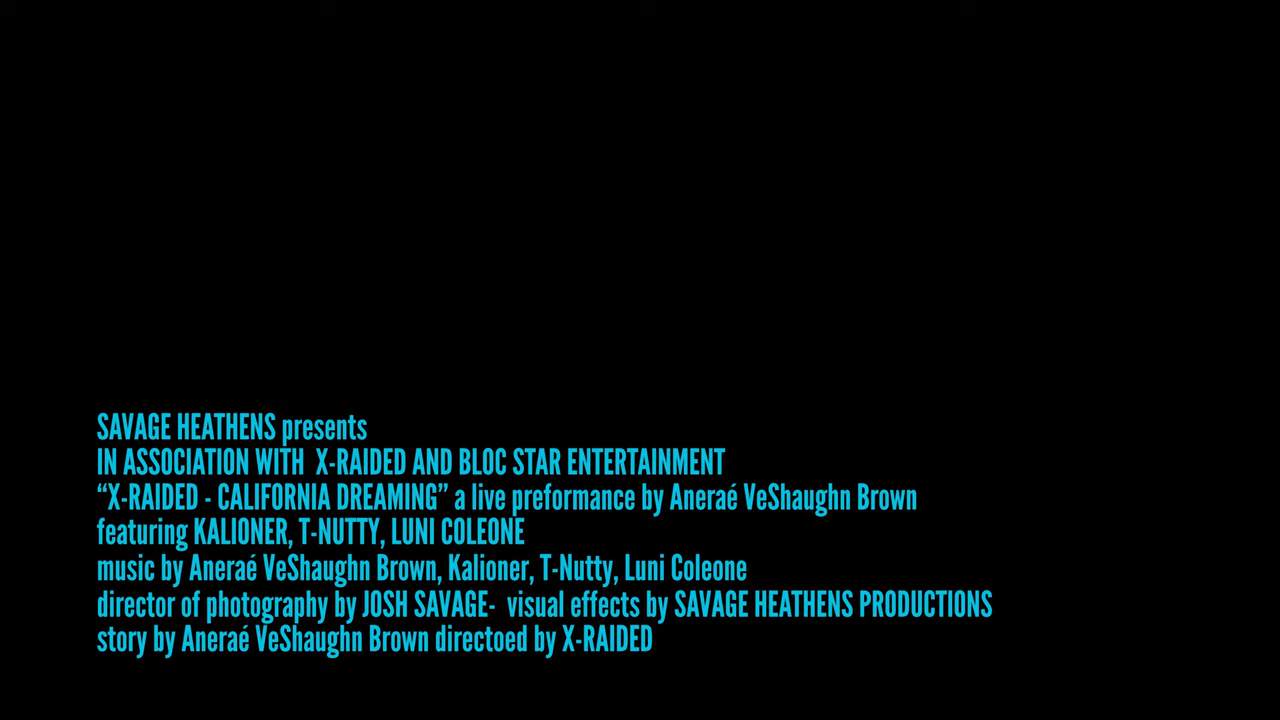 SAVAGE HEATHENS presents
IN ASSOCIATION WITH X-RAIDED AND BLOC STAR ENTERTAINMENT
“X-RAIDED - CALIFORNIA DREAMING” a live preformance by Aneraé VeShaughn Brown
featuring KALIONER, T-NUTTY, LUNI COLEONE
music by Aneraé VeShaughn Brown, Kalioner, T-Nutty, Luni Coleone
director of photography by JOSH SAVAGE- visual effects by SAVAGE HEATHENS PRODUCTIONS
story by Aneraé VeShaughn Brown directoed by X-RAIDED